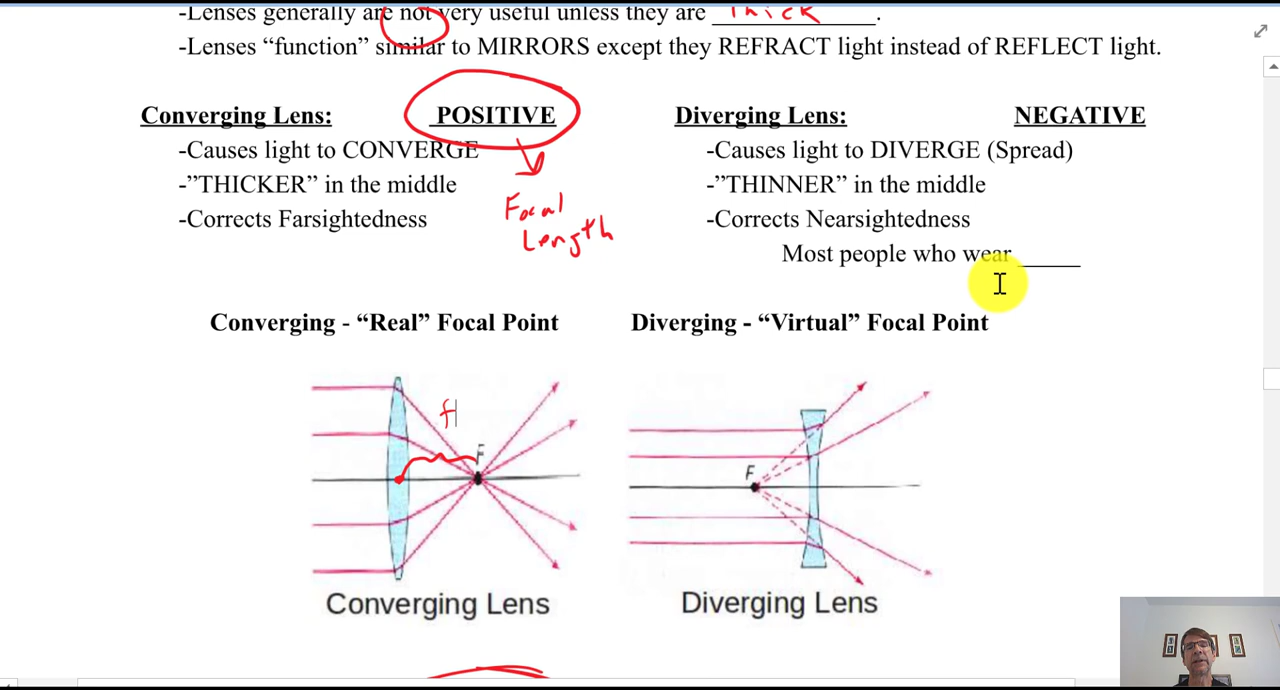 -Lenses generally are not very useful unless they are Thick.
-Lenses “function” similar to MIRRORS except they REFRACT light instead of REFLECT light.
Converging Lens: POSITIVE
-Causes light to CONVERGE
-”THICKER” in the middle
-Corrects Farsightedness
Focal
Length
Diverging Lens: NEGATIVE
-Causes light to DIVERGE (Spread)
-”THINNER” in the middle
-Corrects Nearsightedness
Most people who wear _____
Converging - “Real” Focal Point
Diverging - “Virtual” Focal Point
f
F
F
Converging Lens
Diverging Lens